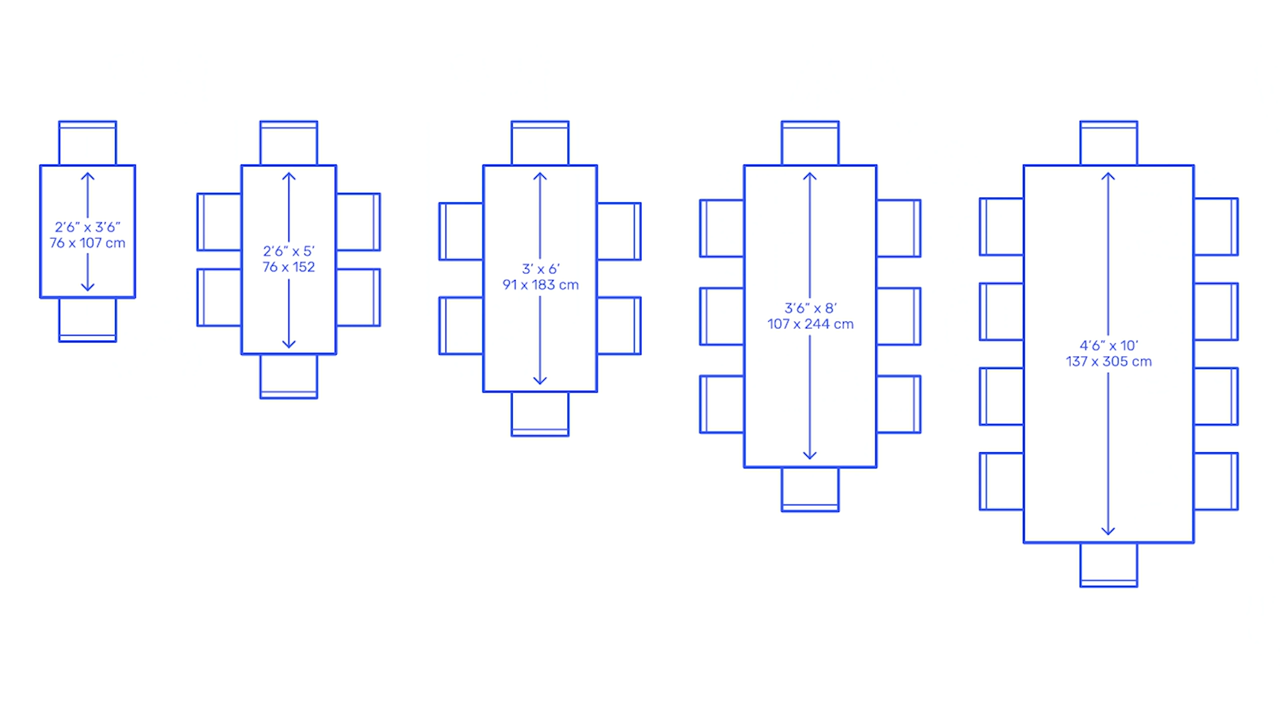 2’6” x 3’6”
76 x 107 cm
2’6” x 5’
76 x 152
3’ x 6’
91 x 183 cm
3’6” x 8’
107 x 244 cm
4’6” x 10’
137 x 305 cm